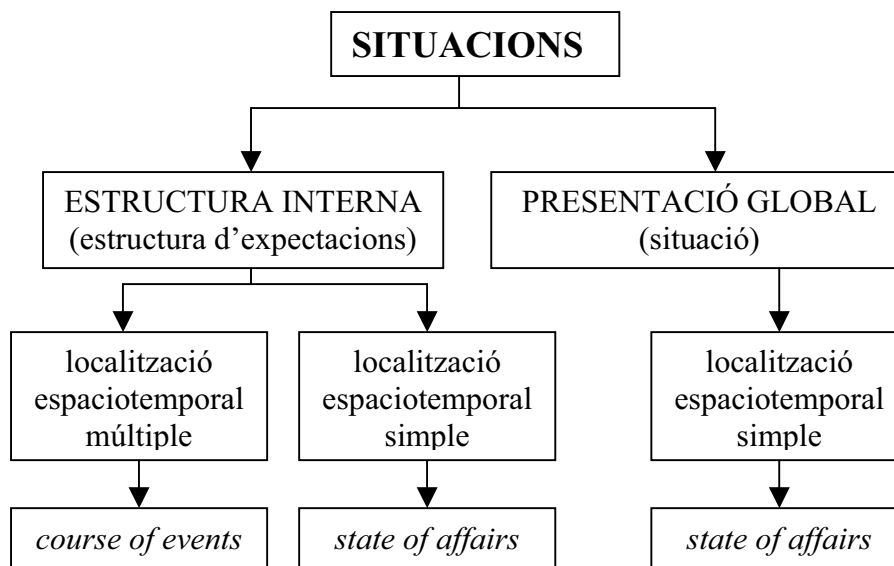 SITUACIONS
ESTRUCTURA INTERNA
(estructura d’expectacions)
PRESENTACIÓ GLOBAL
(situació)
localització
espaciotemporal
múltiple
localització
espaciotemporal
simple
localització
espaciotemporal
simple
course of events
state of affairs
state of affairs